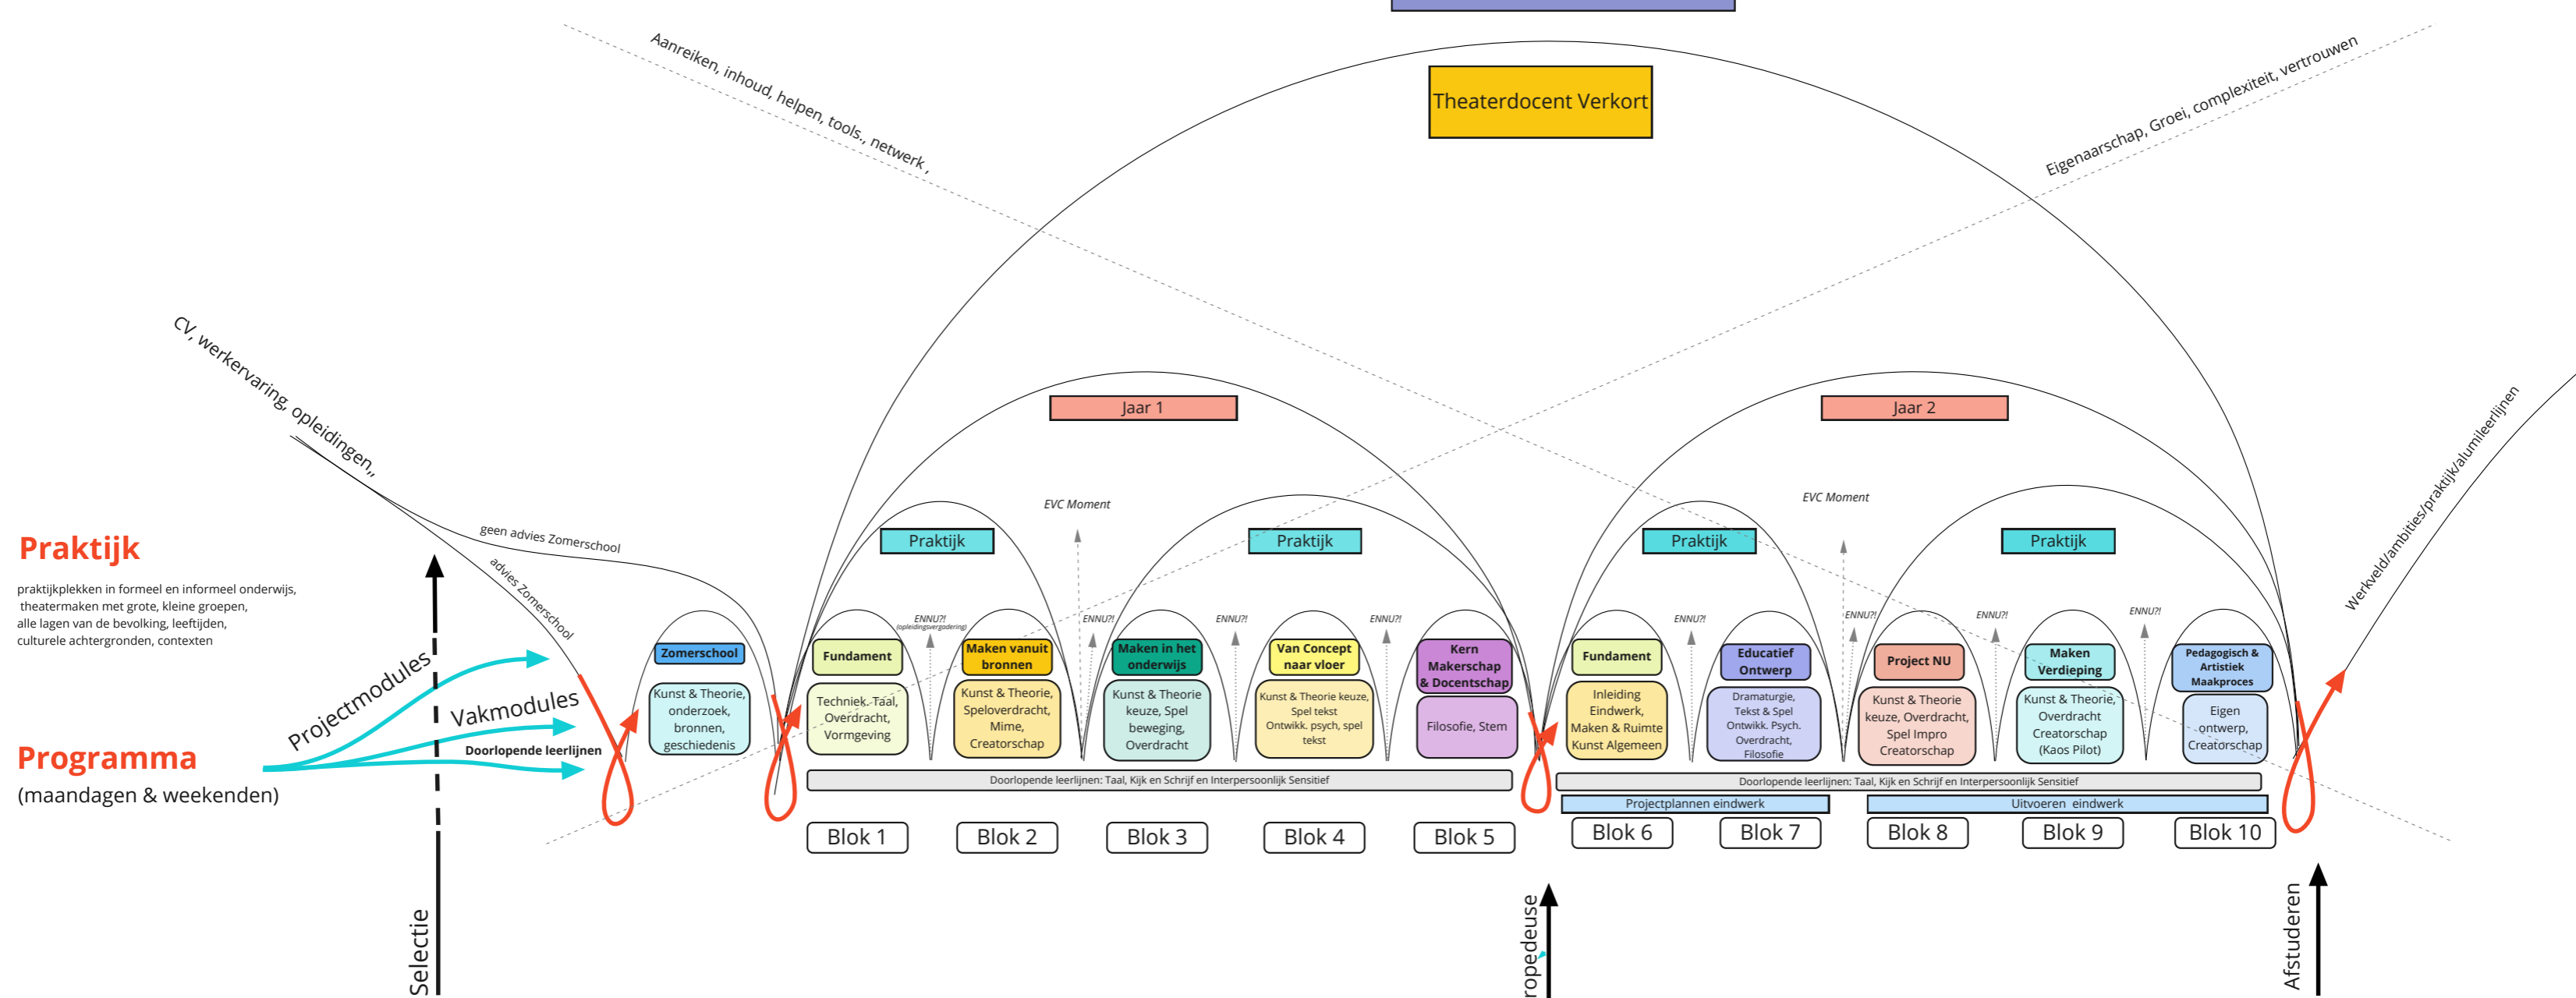 Aanreiken, inhoud, helpen, tools., netwerk ,
Eigenaarschap, Groei, complexiteit, vertrouwen
Theaterdocent Verkort
CV, werkervaring, opleidingen,,
Jaar 1
Jaar 2
Werkveld/ambities/praktijk/alumileerlijnen
EVC Moment
EVC Moment
geen advies Zomerschool
advies Zomerschool
Praktijk
Praktijk
Praktijk
Praktijk
Praktijk
praktijkplekken in formeel en informeel onderwijs,
theatermaken met grote, kleine groepen,
alle lagen van de bevolking, leeftijden,
culturele achtergronden, contexten
ENNU?!
(opleidingsvergadering)
ENNU?!
ENNU?!
ENNU?!
ENNU?!
ENNU?!
ENNU?!
ENNU?!
Projectmodules
Vakmodules
Doorlopende leerlijnen
Programma
(maandagen & weekenden)
Zomerschool
Kunst & Theorie,
onderzoek,
bronnen,
geschiedenis
Fundament
Techniek. Taal,
Overdracht,
Vormgeving
Maken vanuit
bronnen
Kunst & Theorie,
Speloverdracht,
Mime,
Creatorschap
Maken in het
onderwijs
Kunst & Theorie
keuze, Spel
beweging,
Overdracht
Van Concept
naar vloer
Kunst & Theorie keuze,
Spel tekst
Ontwikk. psych, spel
tekst
Kern
Makerschap
& Docentschap
Filosofie, Stem
Fundament
Inleiding
Eindwerk,
Maken & Ruimte
Kunst Algemeen
Educatief
Ontwerp
Dramaturgie,
Tekst & Spel
Ontwikk. Psych.
Overdracht,
Filosofie
Project NU
Kunst & Theorie
keuze, Overdracht,
Spel Impro
Creatorschap
Maken
Verdieping
Kunst & Theorie,
Overdracht
Creatorschap
(Kaos Pilot)
Pedagogisch &
Artistiek
Maakproces
Eigen
ontwerp,
Creatorschap
Doorlopende leerlijnen: Taal, Kijk en Schrijf en Interpersoonlijk Sensitief
Doorlopende leerlijnen: Taal, Kijk en Schrijf en Interpersoonlijk Sensitief
Projectplannen eindwerk
Uitvoeren eindwerk
Blok 1
Blok 2
Blok 3
Blok 4
Blok 5
Blok 6
Blok 7
Blok 8
Blok 9
Blok 10
Selectie
ropedeuse
Afstuderen